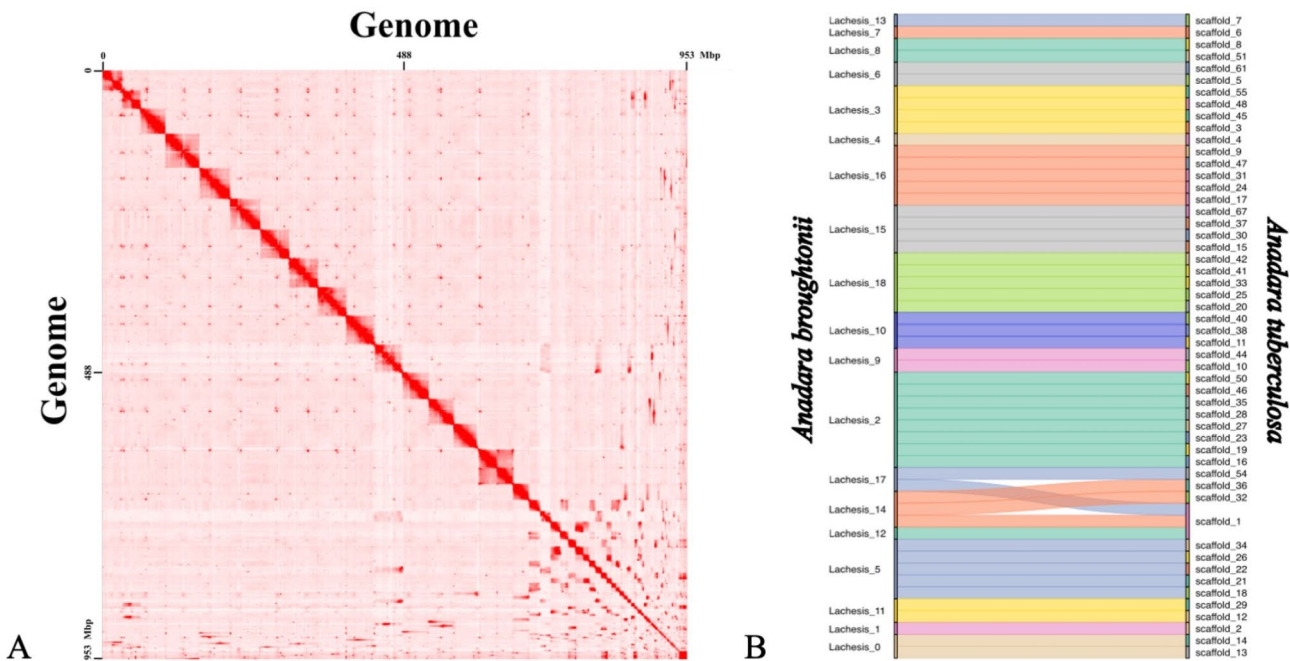 Genome
0 488 953 Mbp
0
Genome
488
953 Mbp
A
B
Anadara broughtonii
Lachesis_13
Lachesis_7
Lachesis_8
Lachesis_6
Lachesis_3
Lachesis_4
Lachesis_16
Lachesis_15
Lachesis_18
Lachesis_10
Lachesis_9
Lachesis_2
Lachesis_17
Lachesis_14
Lachesis_12
Lachesis_5
Lachesis_11
Lachesis_1
Lachesis_0
scaffold_7
scaffold_6
scaffold_8
scaffold_51
scaffold_61
scaffold_5
scaffold_55
scaffold_48
scaffold_45
scaffold_3
scaffold_4
scaffold_9
scaffold_47
scaffold_31
scaffold_24
scaffold_17
scaffold_67
scaffold_37
scaffold_30
scaffold_15
scaffold_42
scaffold_41
scaffold_33
scaffold_25
scaffold_20
scaffold_40
scaffold_38
scaffold_11
scaffold_44
scaffold_10
scaffold_50
scaffold_46
scaffold_35
scaffold_28
scaffold_27
scaffold_23
scaffold_19
scaffold_16
scaffold_54
scaffold_36
scaffold_32
scaffold_1
scaffold_34
scaffold_26
scaffold_22
scaffold_21
scaffold_18
scaffold_29
scaffold_12
scaffold_2
scaffold_14
scaffold_13
Anadara tuberculosa